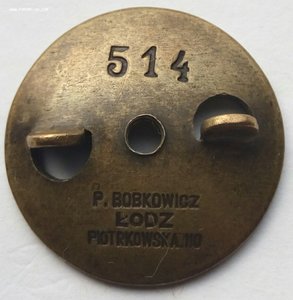 514
P. BOBKOWICZ
ŁODZ
PIOTRKOWSKA.110